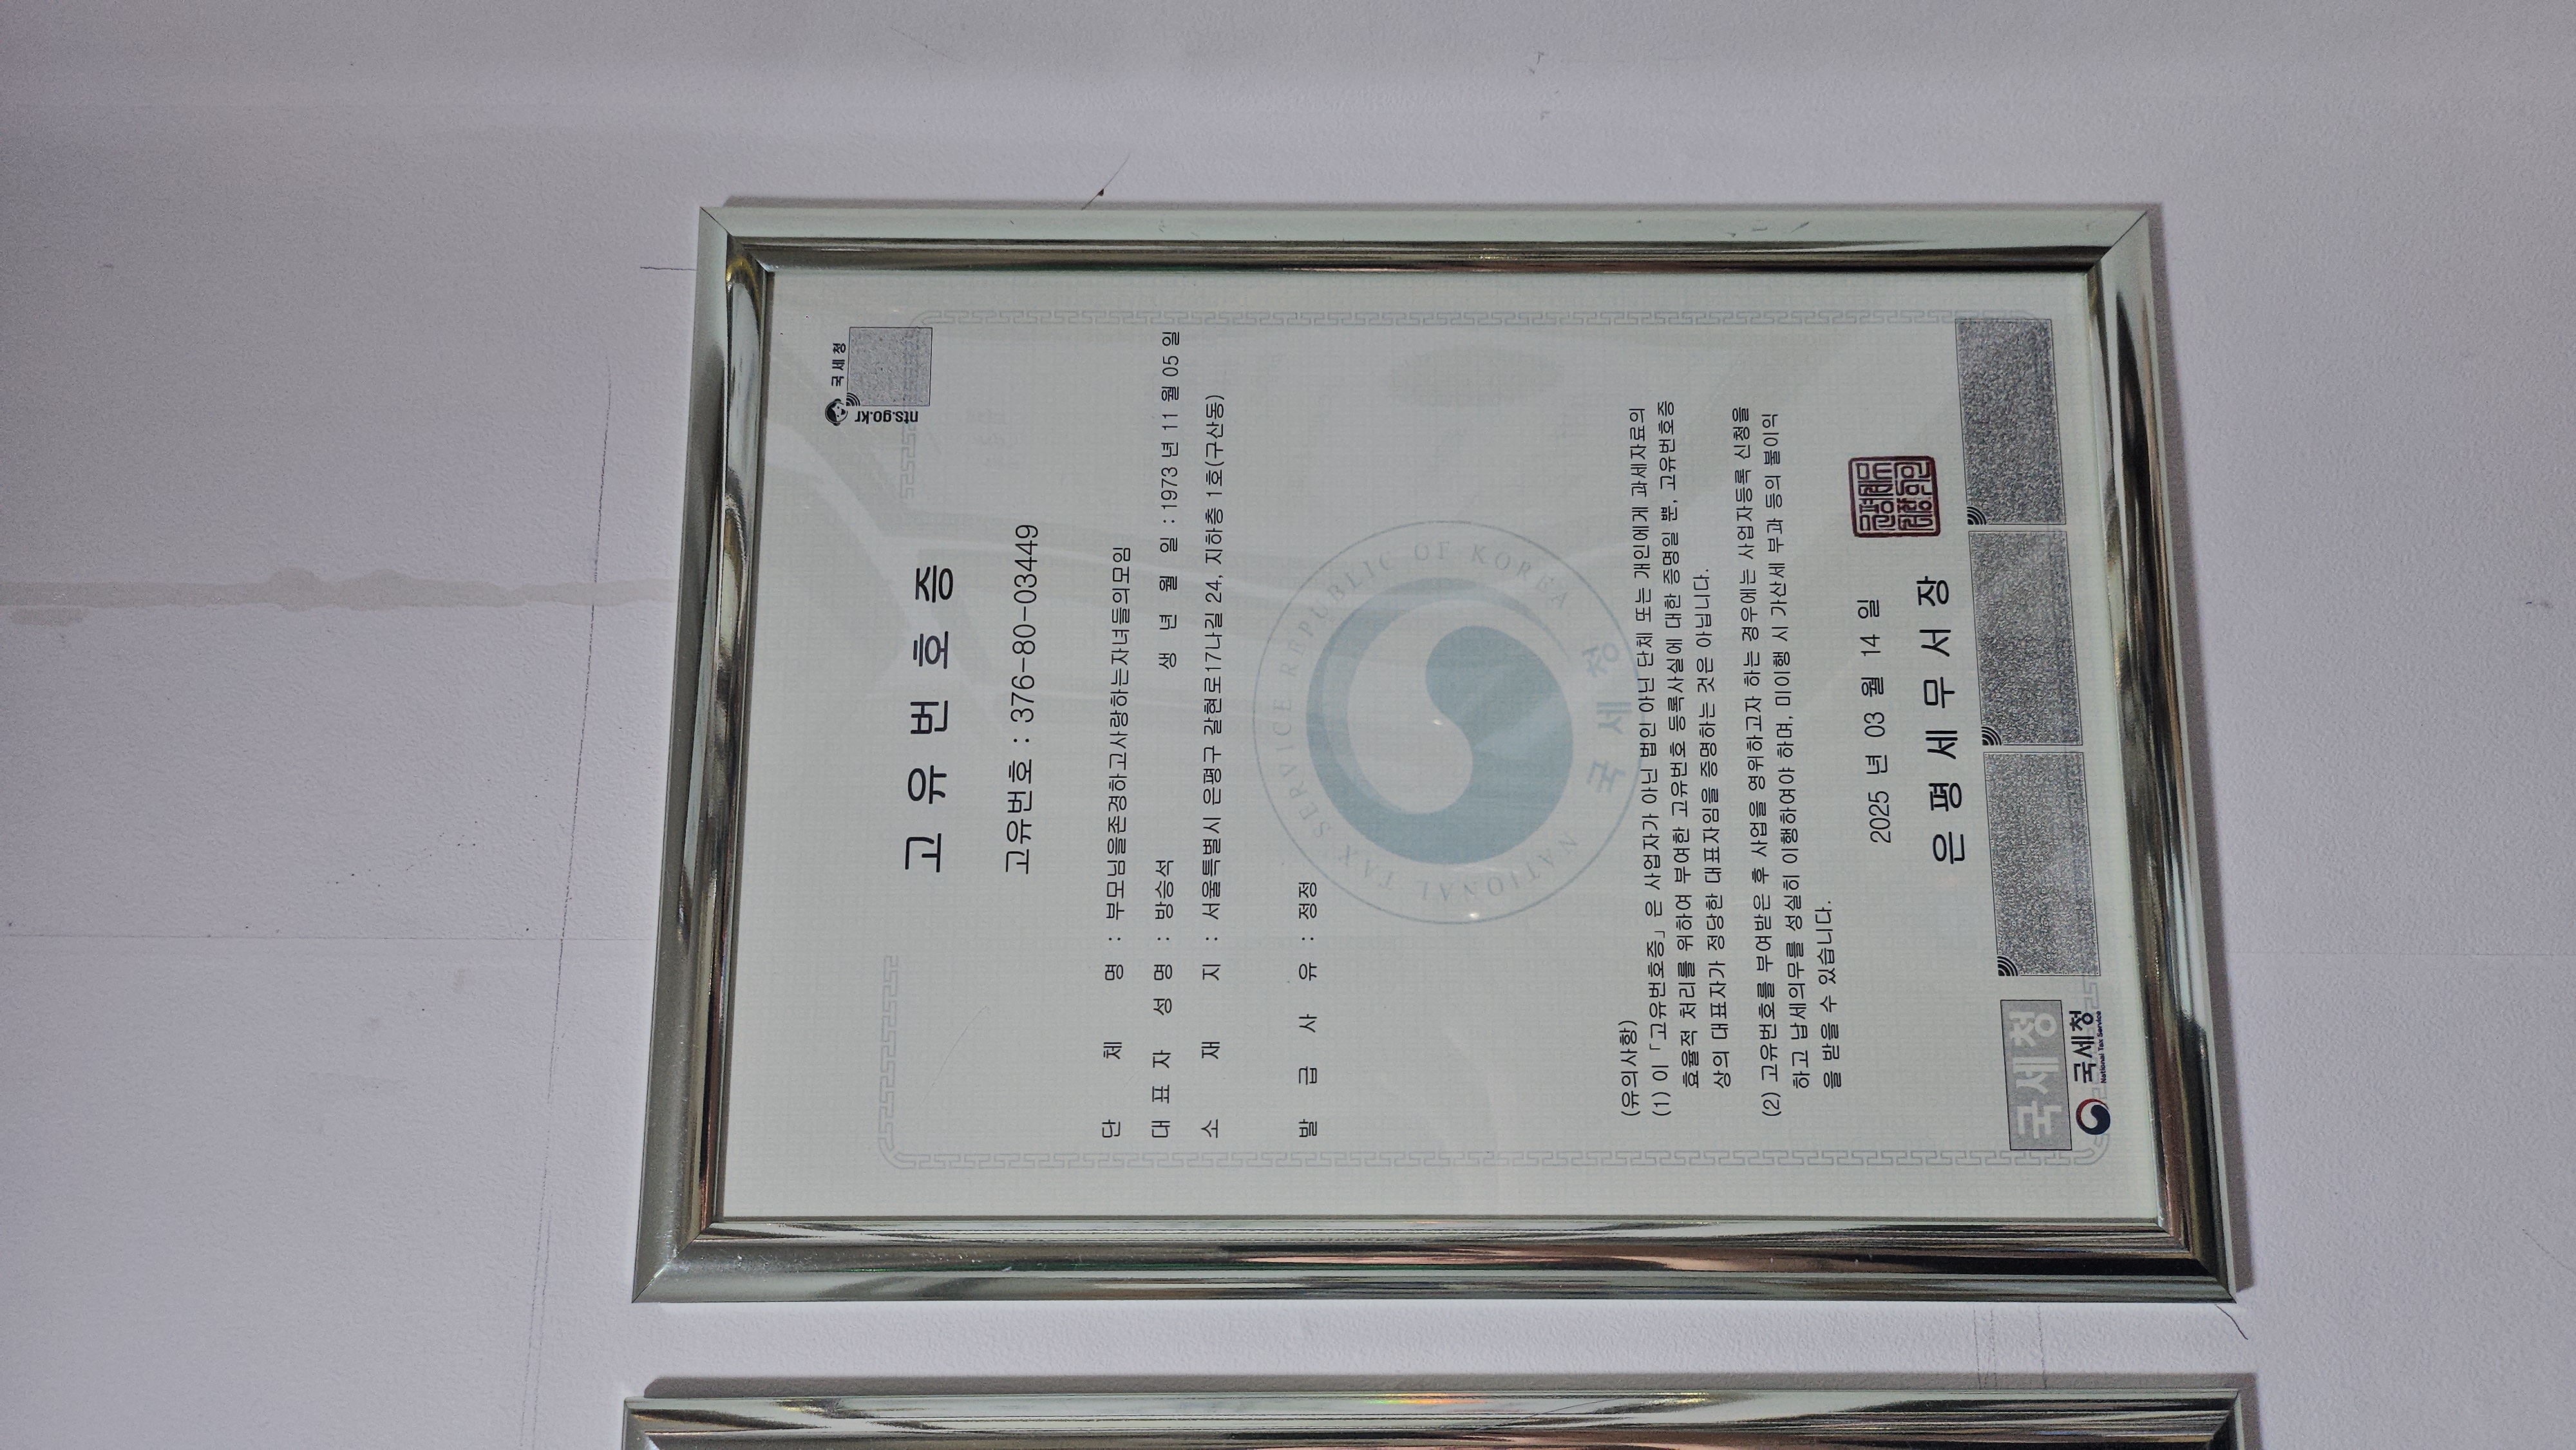 국세청
nts.go.kr
고유번호증
고유번호 : 376-80-03449
단체명 : 부모님을존경하고사랑하는자녀들의모임
대표자 성명 : 방승석 생년월일 : 1973 년 11 월 05 일
소재지 : 서울특별시 은평구 갈현로17나길 24, 지하층 1호(구산동)
발급사유 : 정정
NATIONAL TAX SERVICE REPUBLIC OF KOREA
국세청
(유의사항)
(1) 이 「고유번호증」은 사업자가 아닌 법인 아닌 단체 또는 개인에게 과세자료의
효율적 처리를 위하여 부여한 고유번호 등록사실에 대한 증명일 뿐, 고유번호증
상의 대표자가 정당한 대표자임을 증명하는 것은 아닙니다.
(2) 고유번호를 부여받은 후 사업을 영위하고자 하는 경우에는 사업자등록 신청을
하고 납세의무를 성실히 이행하여야 하며, 미이행 시 가산세 부과 등의 불이익
을 받을 수 있습니다.
2025 년 03 월 14 일
은평세무서장
국세청
국세청
National Tax Service